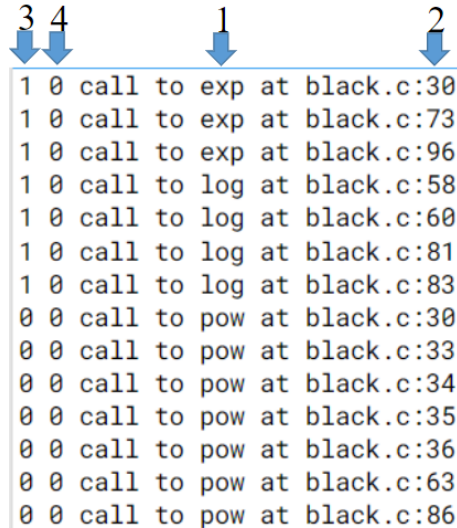 3 4 1 2
1 0 call to exp at black.c:30
1 0 call to exp at black.c:73
1 0 call to exp at black.c:96
1 0 call to log at black.c:58
1 0 call to log at black.c:60
1 0 call to log at black.c:81
1 0 call to log at black.c:83
0 0 call to pow at black.c:30
0 0 call to pow at black.c:33
0 0 call to pow at black.c:34
0 0 call to pow at black.c:35
0 0 call to pow at black.c:36
0 0 call to pow at black.c:63
0 0 call to pow at black.c:86